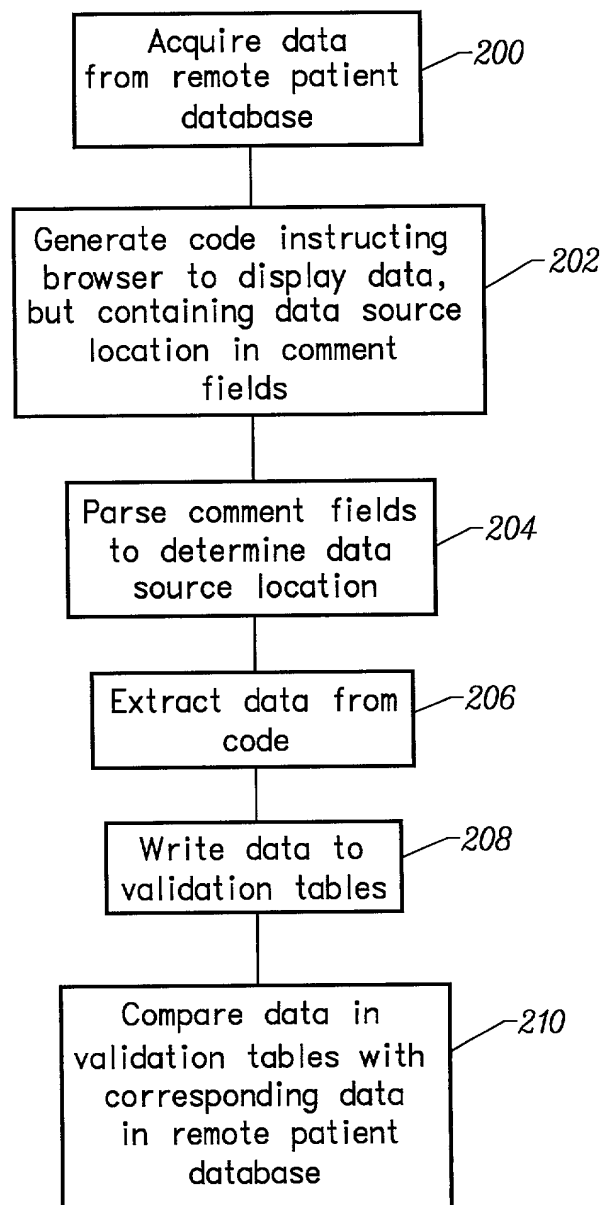 Acquire data
from remote patient
database
200
Generate code instructing
browser to display data,
but containing data source
location in comment
fields
202
Parse comment fields
to determine data
source location
204
Extract data from
code
206
Write data to
validation tables
208
Compare data in
validation tables with
corresponding data
in remote patient
database
210